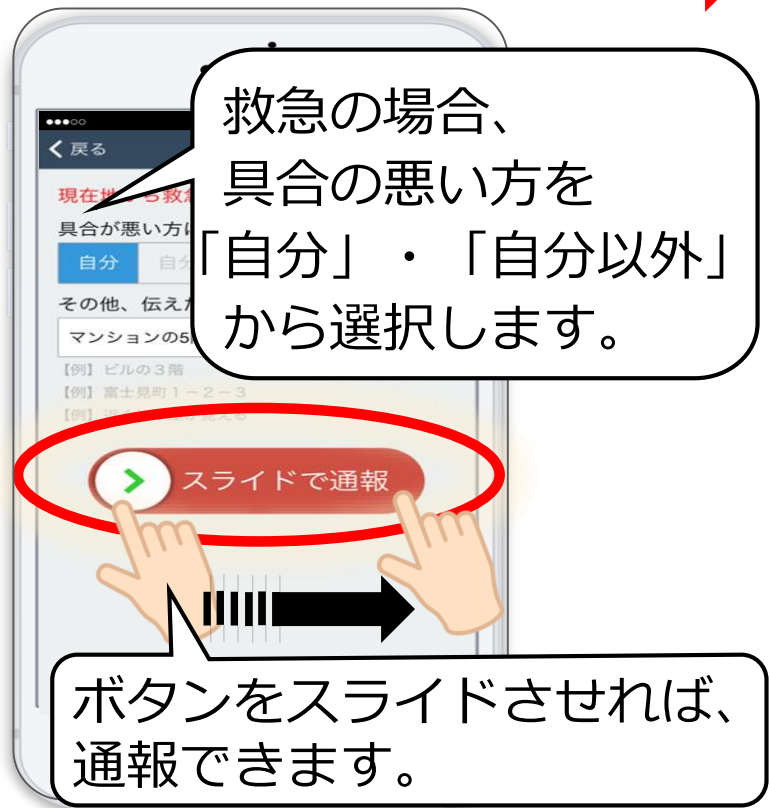 救急の場合、
具合の悪い方を
「自分」・「自分以外」
から選択します。
戻る
現在地から救急
具合が悪い方
自分 自分
その他、伝えた
マンションの5
【例】ビルの3階
【例】富士見町1-2-3
【例】
スライドで通報
ボタンをスライドさせれば、
通報できます。